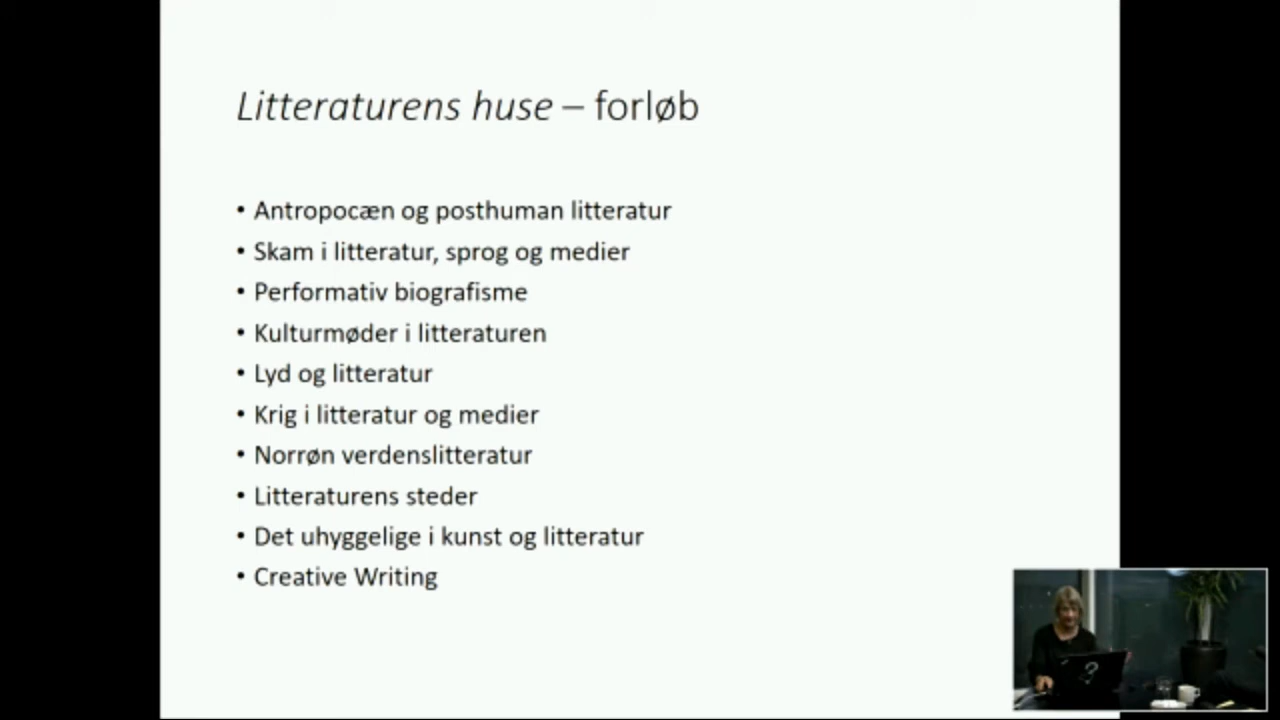 Litteraturens huse – forløb
• Antropocæn og posthuman litteratur
• Skam i litteratur, sprog og medier
• Performativ biografisme
• Kulturmøder i litteraturen
• Lyd og litteratur
• Krig i litteratur og medier
• Norrøn verdenslitteratur
• Litteraturens steder
• Det uhyggelige i kunst og litteratur
• Creative Writing